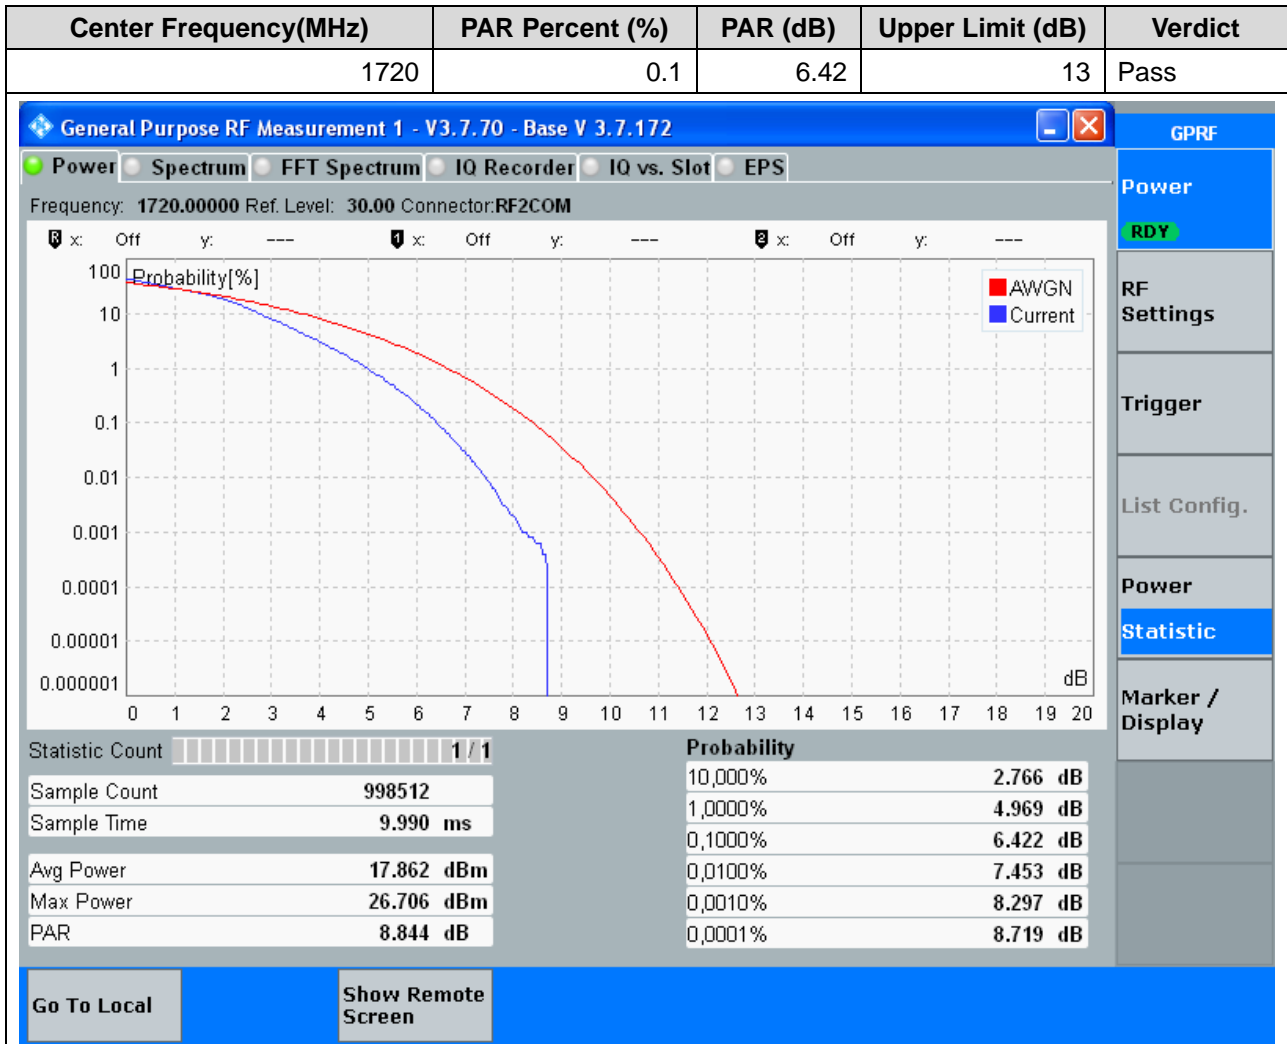 Center Frequency(MHz) PAR Percent (%) PAR (dB) Upper Limit (dB) Verdict
1720 0.1 6.42 13 Pass
General Purpose RF Measurement 1 - V3.7.70 - Base V 3.7.172
GPRF
Power Spectrum FFT Spectrum IQ Recorder IQ vs. Slot EPS
Frequency: 1720.00000 Ref. Level: 30.00 Connector:RF2COM
Power
RDY
R x: Off y: --- 1 x: Off y: --- 2 x: Off y: ---
Probability[%]
AWGN
Current
100
10
1
0.1
0.01
0.001
0.0001
0.00001
0.000001
dB
0 1 2 3 4 5 6 7 8 9 10 11 12 13 14 15 16 17 18 19 20
RF
Settings
Trigger
List Config.
Power
Statistic
Marker /
Display
Statistic Count 1 / 1
Sample Count 998512
Sample Time 9.990 ms
Avg Power 17.862 dBm
Max Power 26.706 dBm
PAR 8.844 dB
Probability
10,000% 2.766 dB
1,0000% 4.969 dB
0,1000% 6.422 dB
0,0100% 7.453 dB
0,0010% 8.297 dB
0,0001% 8.719 dB
Go To Local
Show Remote
Screen